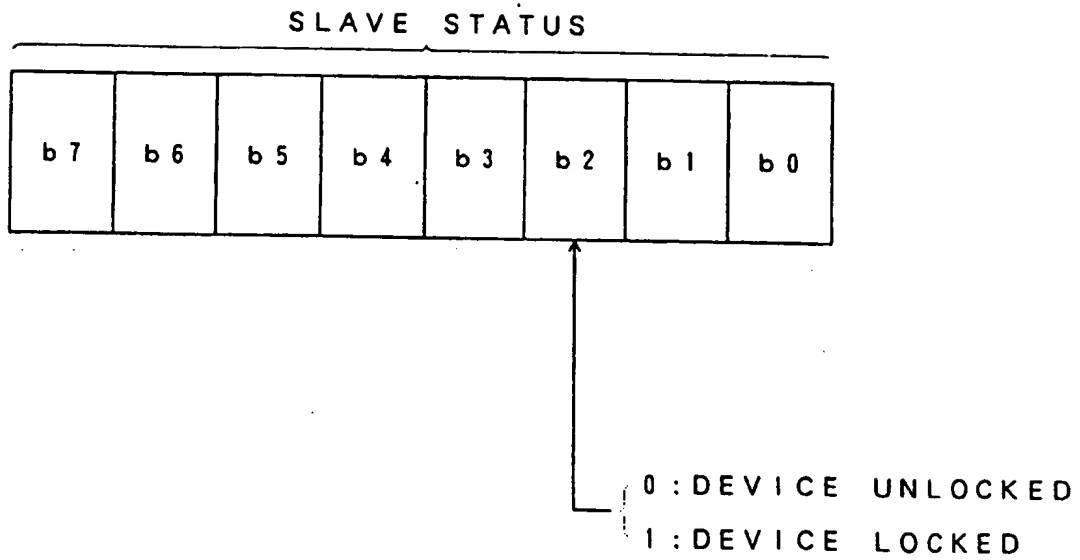 SLAVE STATUS
b7 b6 b5 b4 b3 b2 b1 b0
0:DEVICE UNLOCKED
1:DEVICE LOCKED